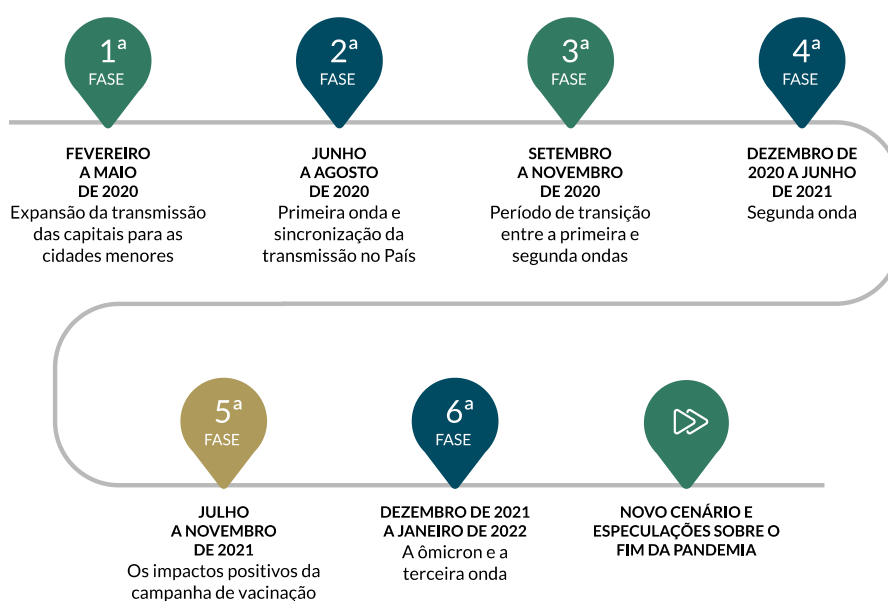 1ª
FASE
FEVEREIRO
A MAIO
DE 2020
Expansão da transmissão
das capitais para as
cidades menores
2ª
FASE
JUNHO
A AGOSTO
DE 2020
Primeira onda e
sincronização da
transmissão no País
3ª
FASE
SETEMBRO
A NOVEMBRO
DE 2020
Período de transição
entre a primeira e
segunda ondas
4ª
FASE
DEZEMBRO DE
2020 A JUNHO
DE 2021
Segunda onda
5ª
FASE
JULHO
A NOVEMBRO
DE 2021
Os impactos positivos da
campanha de vacinação
6ª
FASE
DEZEMBRO DE 2021
A JANEIRO DE 2022
A ômicron e a
terceira onda
NOVO CENÁRIO E
ESPECULAÇÕES SOBRE O
FIM DA PANDEMIA